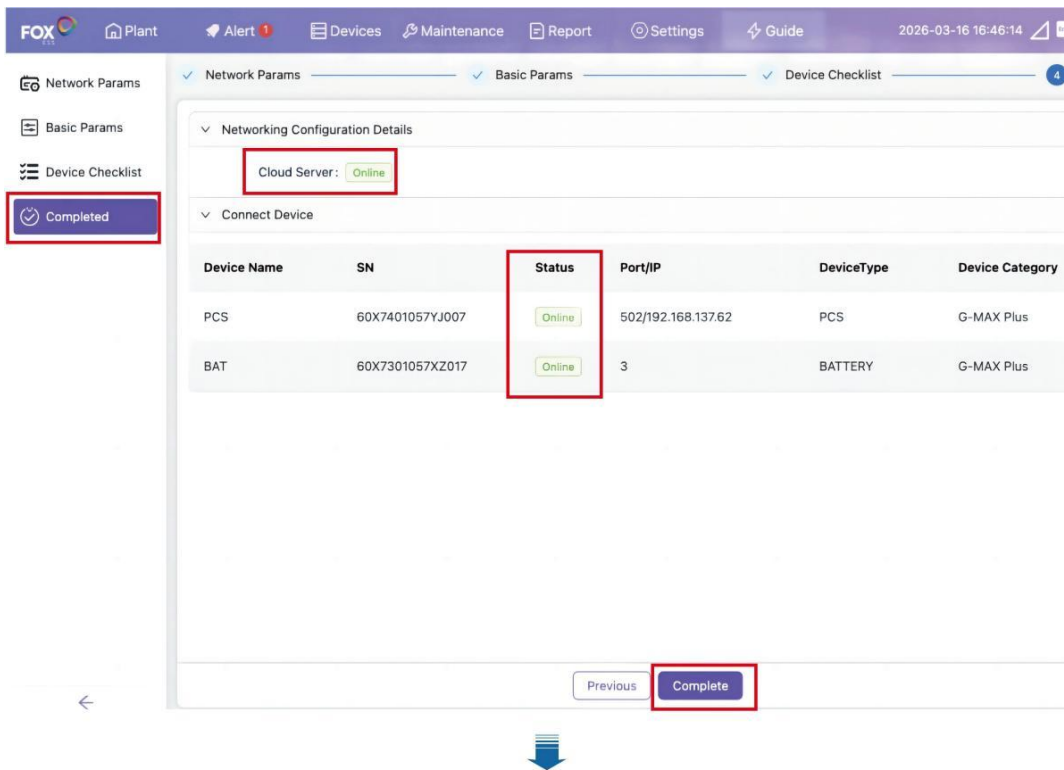 FOX ESS Plant Alert 1 Devices Maintenance Report Settings Guide 2026-03-16 16:46:14
Network Params
Basic Params
Device Checklist
Completed
Network Params Basic Params Device Checklist 4
Networking Configuration Details
Cloud Server: Online
Connect Device
Device Name SN Status Port/IP DeviceType Device Category
PCS 60X7401057YJ007 Online 502/192.168.137.62 PCS G-MAX Plus
BAT 60X7301057XZ017 Online 3 BATTERY G-MAX Plus
Previous Complete